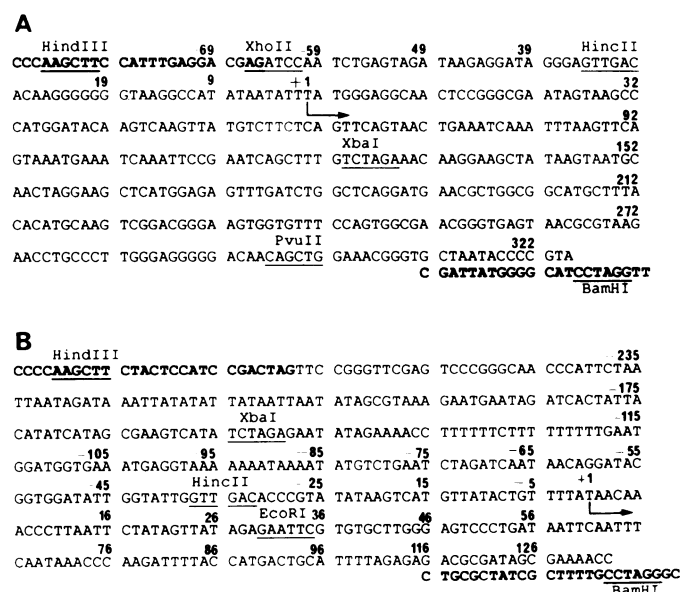 A
HindIII 69 XhoII -59 49 39 HincII
CCCAAGCTTC CATTTGAGGA CGAGATCCAA TCTGAGTAGA TAAGAGGATA GGGAGTTGAC
19 9 +1 32
ACAAGGGGGG GTAAGGCCAT ATAATATTTA TGGGAGGCAA CTCCGGGCGA ATAGTAAGCC
92
CATGGATACA AGTCAAGTTA TGTCTTCTCA GTTCAGTAAC TGAAATCAAA TTTAAGTTCA
XbaI 152
GTAAATGAAA TCAAATTCCG AATCAGCTTT GTCTAGAAAC AAGGAAGCTA TAAGTAATGC
212
AACTAGGAAG CTCATGGAGA GTTTGATCTG GCTCAGGATG AACGCTGGCG GCATGCTTTA
272
CACATGCAAG TCGGACGGGA AGTGGTGTTT CCAGTGGCGA ACGGGTGAGT AACGCGTAAG
PvuII 322
AACCTGCCCT TGGGAGGGGG ACAACAGCTG GAAACGGGTG CTAATACCCC GTA
C GATTATGGGG CATCCTAGGTT
BamHI
B
HindIII -235
CCCCAAGCTT CTACTCCATC CGACTAGTTC CGGGTTCGAG TCCCGGGCAA CCCATTCTAA
-175
TTAATAGATA AATTATATAT TATAATTAAT ATAGCGTAAA GAATGAATAG ATCACTATTA
XbaI -115
CATATCATAG CGAAGTCATA TCTAGAGAAT ATAGAAAACC TTTTTTCTTT TTTTTTGAAT
-105 95 -85 -75 -65 -55
GGATGGTGAA ATGAGGTAAA AAAATAAAAT ATGTCTGAAT CTAGATCAAT AACAGGATAC
-45 HincII 25 15 -5 +1
GGTGGATATT GGTATTGGTT GACACCCGTA TATAAGTCAT GTTATACTGT TTTATAACAA
16 26 EcoRI 36 46 56
ACCCTTAATT CTATAGTTAT AGAGAATTCG TGTGCTTGGG AGTCCCTGAT AATTCAATTT
76 86 96 116 126
CAATAAACCC AAGATTTTAC CATGACTGCA ATTTTAGAGA GACGCGATAG CGAAAACC
C TGCGCTATCG CTTTTGCCTAGGGC
BamHI